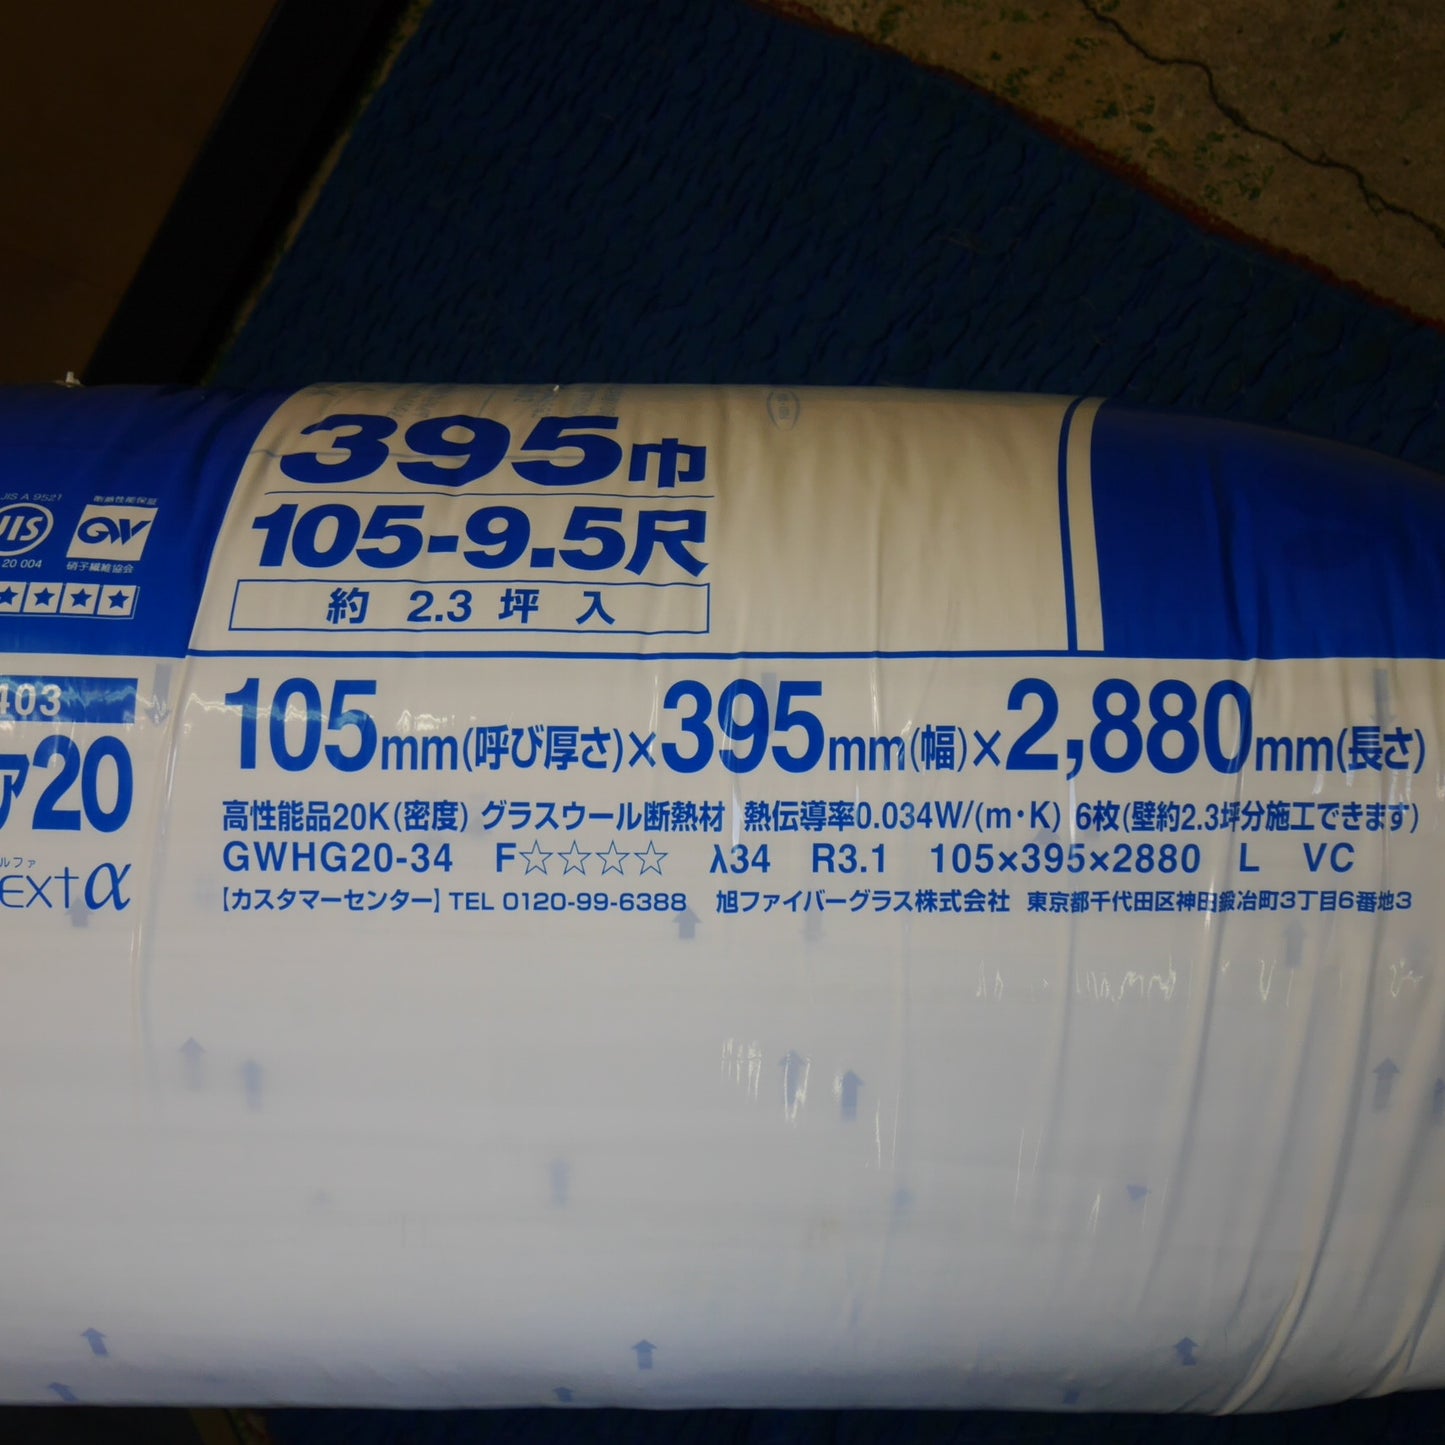 395巾
105-9.5尺
約 2.3 坪 入
JIS A 9521
JIS
20 004
断熱性能保証
GW
硝子繊維協会
★★★★
403
ア20
ルファ
EXTα
105mm(呼び厚さ)×395mm(幅)×2,880mm(長さ)
高性能品20K(密度) グラスウール断熱材 熱伝導率0.034W/(m・K) 6枚(壁約2.3坪分施工できます)
GWHG20-34 F☆☆☆☆ λ34 R3.1 105×395×2880 L VC
【カスタマーセンター】TEL 0120-99-6388 旭ファイバーグラス株式会社 東京都千代田区神田鍛冶町3丁目6番地3